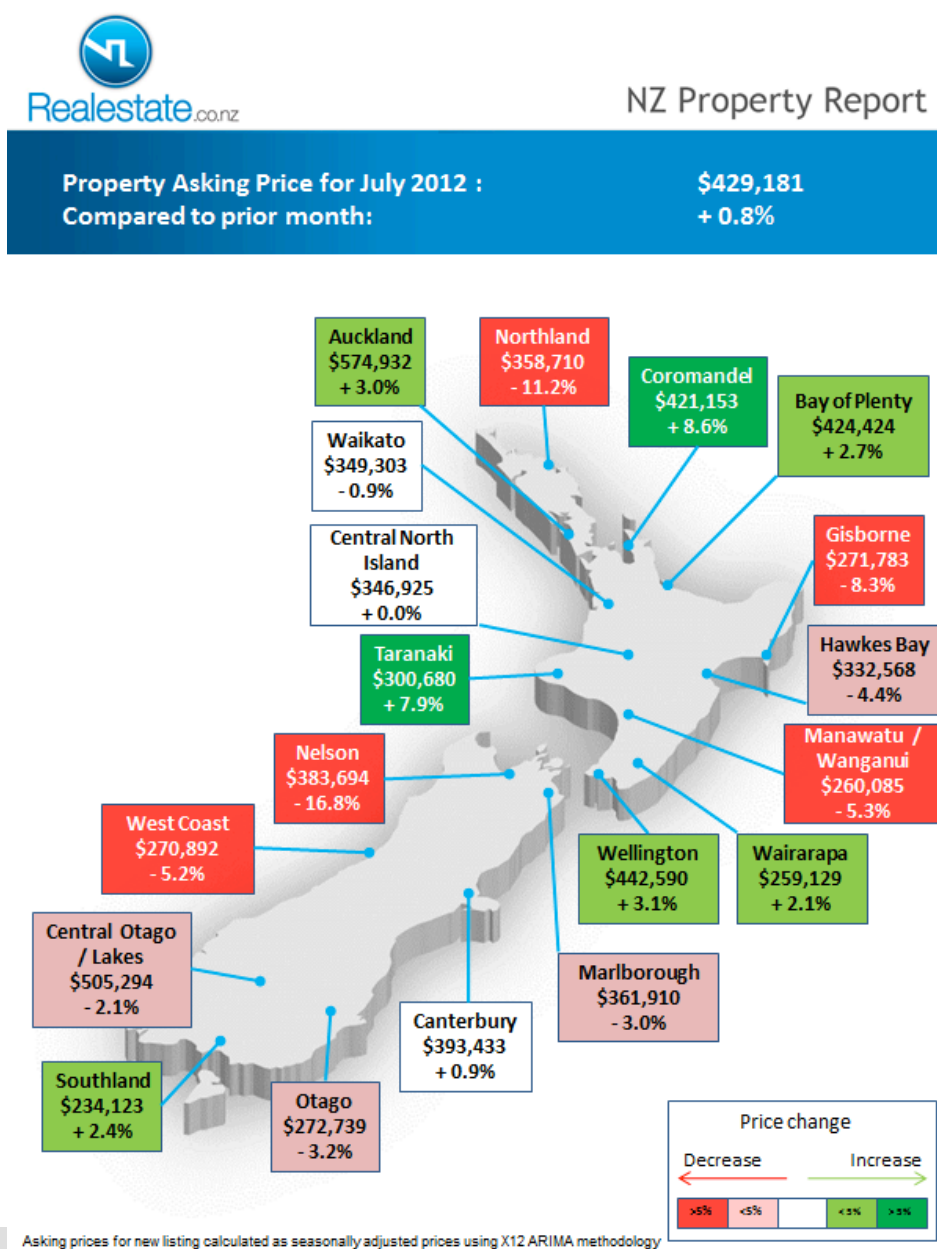 Realestate.co.nz
NZ Property Report
Property Asking Price for July 2012 :
$429,181
Compared to prior month:
+ 0.8%
Auckland
$574,932
+ 3.0%
Northland
$358,710
- 11.2%
Coromandel
$421,153
+ 8.6%
Bay of Plenty
$424,424
+ 2.7%
Waikato
$349,303
- 0.9%
Central North
Island
$346,925
+ 0.0%
Gisborne
$271,783
- 8.3%
Taranaki
$300,680
+ 7.9%
Hawkes Bay
$332,568
- 4.4%
Nelson
$383,694
- 16.8%
Manawatu /
Wanganui
$260,085
- 5.3%
West Coast
$270,892
- 5.2%
Wellington
$442,590
+ 3.1%
Wairarapa
$259,129
+ 2.1%
Central Otago
/ Lakes
$505,294
- 2.1%
Marlborough
$361,910
- 3.0%
Canterbury
$393,433
+ 0.9%
Southland
$234,123
+ 2.4%
Otago
$272,739
- 3.2%
Price change
Decrease
Increase
>5%
<5%
<5%
>5%
Asking prices for new listing calculated as seasonally adjusted prices using X12 ARIMA methodology